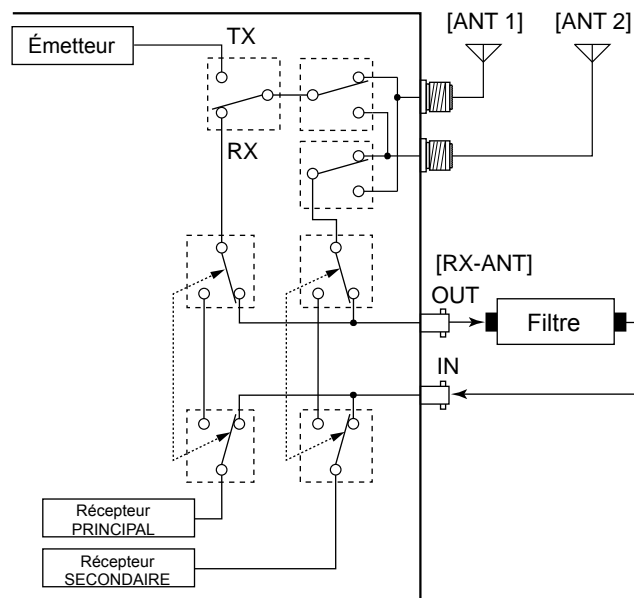 [ANT 1]
[ANT 2]
Émetteur
TX
RX
[RX-ANT]
OUT
Filtre
IN
Récepteur
PRINCIPAL
Récepteur
SECONDAIRE